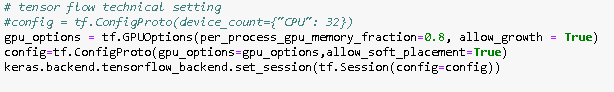 # tensor flow technical setting
#config = tf.ConfigProto(device_count={"CPU": 32})
gpu_options = tf.GPUOptions(per_process_gpu_memory_fraction=0.8, allow_growth = True)
config=tf.ConfigProto(gpu_options=gpu_options,allow_soft_placement=True)
keras.backend.tensorflow_backend.set_session(tf.Session(config=config))